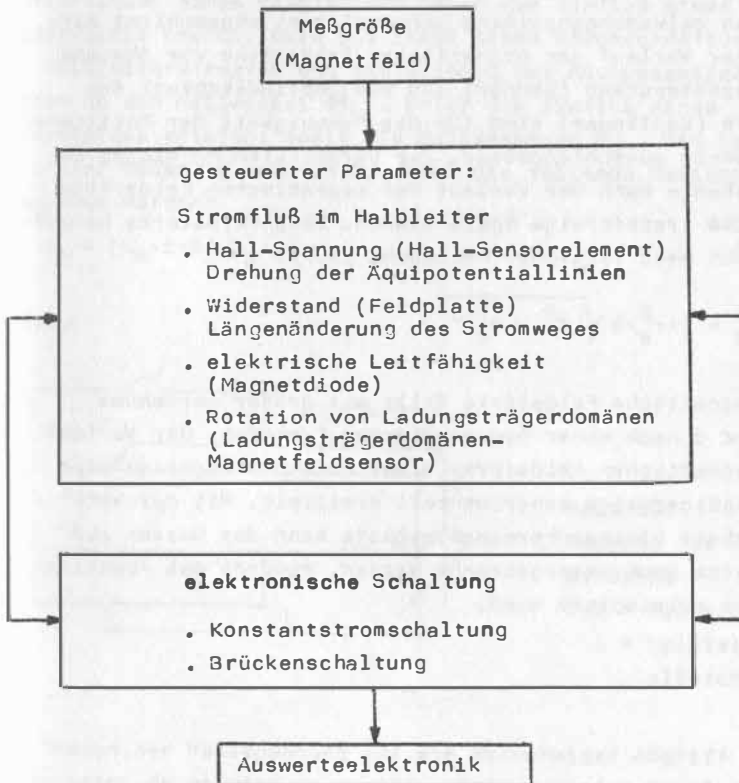 Meßgröße
(Magnetfeld)
gesteuerter Parameter:
Stromfluß im Halbleiter
. Hall-Spannung (Hall-Sensorelement)
Drehung der Äquipotentiallinien
. Widerstand (Feldplatte)
Längenänderung des Stromweges
. elektrische Leitfähigkeit
(Magnetdiode)
. Rotation von Ladungsträgerdomänen
(Ladungsträgerdomänen-
Magnetfeldsensor)
elektronische Schaltung
. Konstantstromschaltung
. Brückenschaltung
Auswerteelektronik